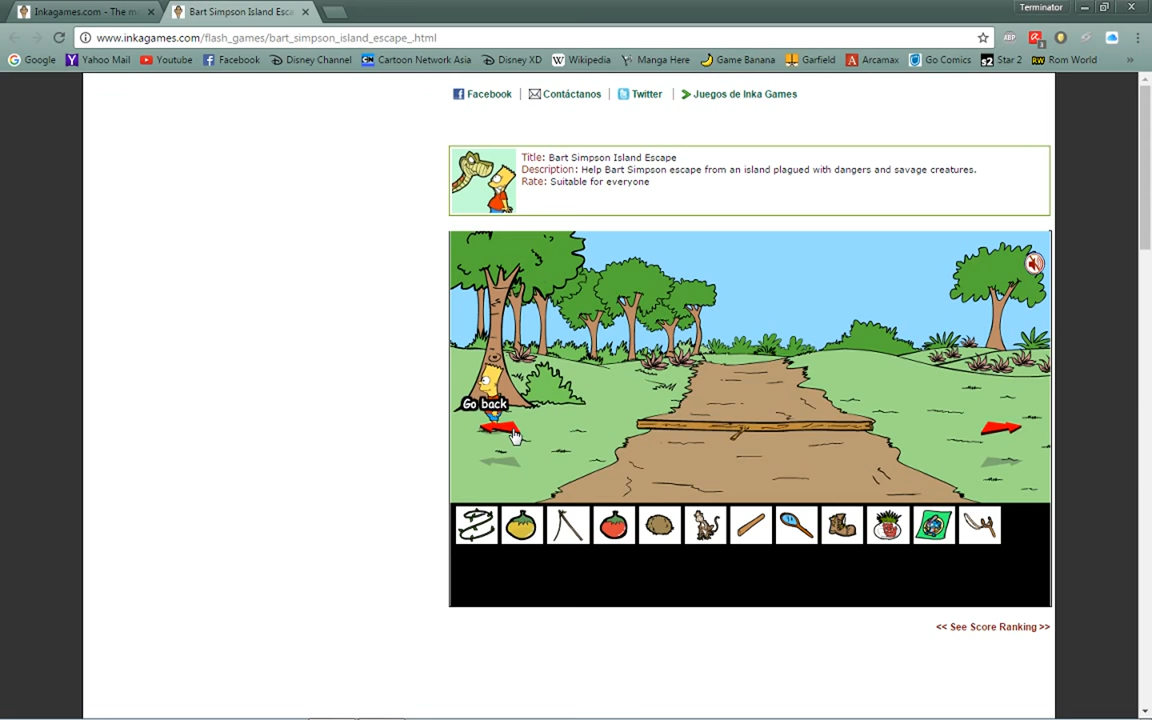 Inkagames.com - The m
Bart Simpson Island Esca
Terminator
www.inkagames.com/flash_games/bart_simpson_island_escape_.html
Google Yahoo Mail Youtube Facebook Disney Channel Cartoon Network Asia Disney XD Wikipedia Manga Here Game Banana Garfield Arcamax Go Comics Star 2 Rom World
Facebook | Contáctanos | Twitter | Juegos de Inka Games
Title: Bart Simpson Island Escape
Description: Help Bart Simpson escape from an island plagued with dangers and savage creatures.
Rate: Suitable for everyone
Go back
<< See Score Ranking >>